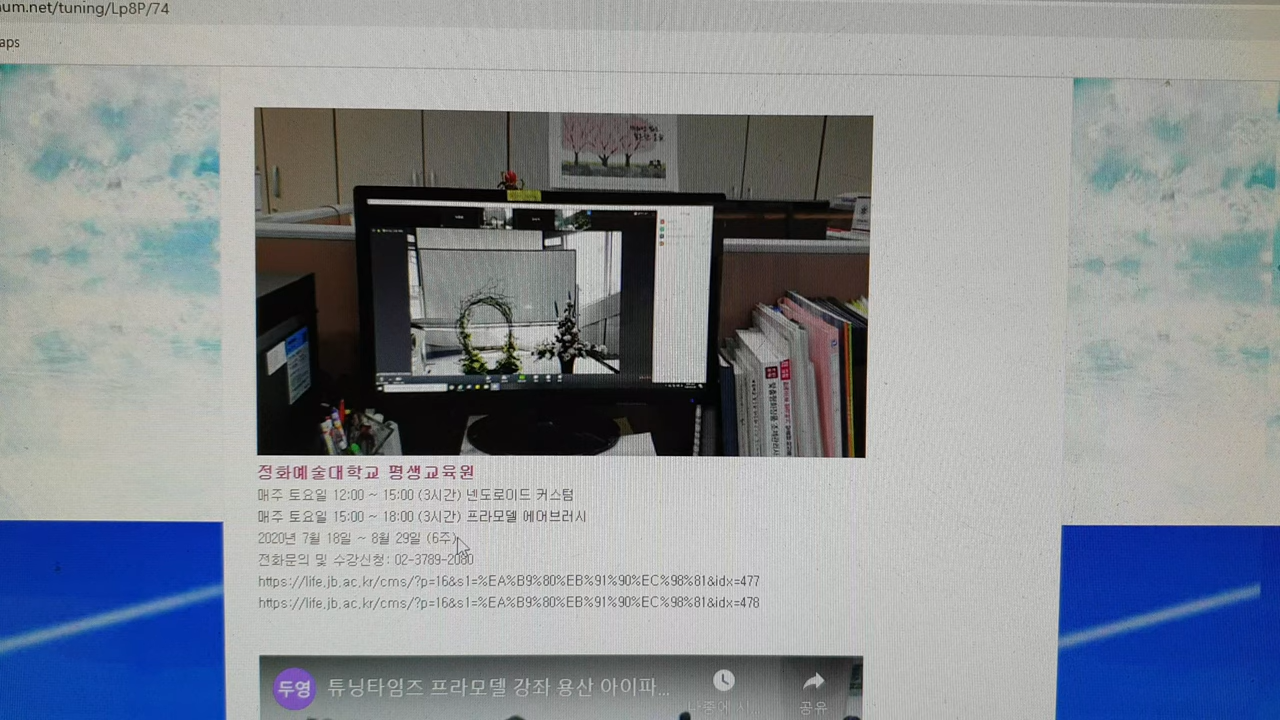 num.net/tuning/Lp8P/74
aps
정화예술대학교 평생교육원
매주 토요일 12:00 ~ 15:00 (3시간) 넨도로이드 커스텀
매주 토요일 15:00 ~ 18:00 (3시간) 프라모델 에어브러시
2020년 7월 18일 ~ 8월 29일 (6주)
전화문의 및 수강신청: 02-3789-2080
https://life.jb.ac.kr/cms/?p=16&s1=%EA%B9%80%EB%91%90%EC%98%81&idx=477
https://life.jb.ac.kr/cms/?p=16&s1=%EA%B9%80%EB%91%90%EC%98%81&idx=478
두영 튜닝타임즈 프라모델 강좌 용산 아이파...
나중에 시...
공유